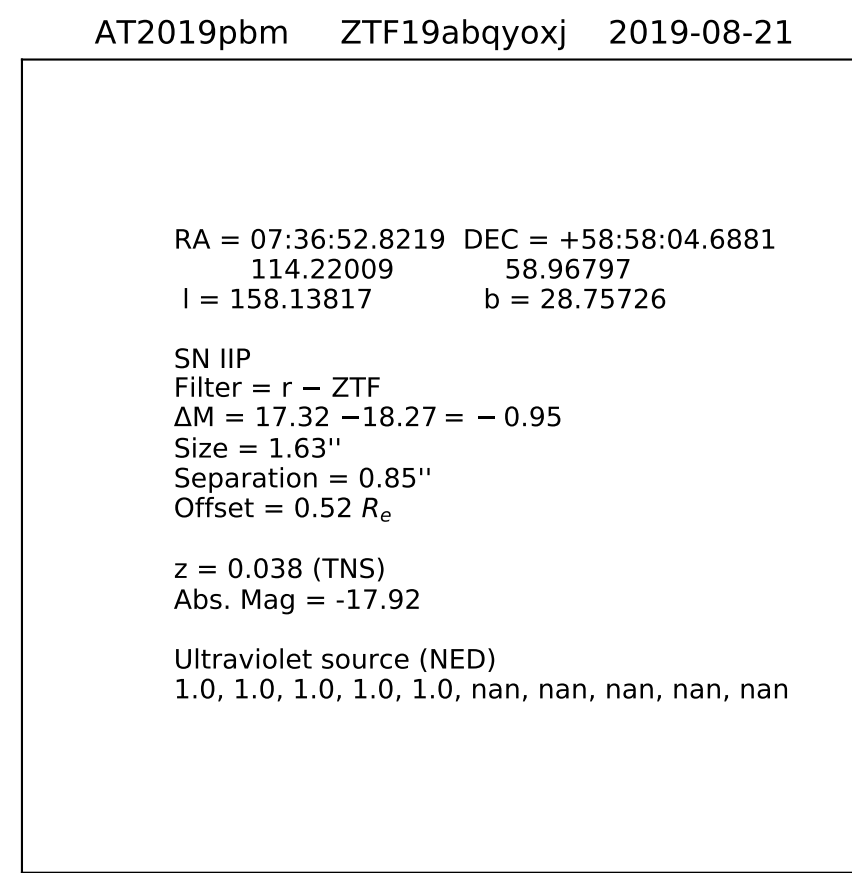 AT2019pbm ZTF19abqyoxj 2019-08-21
RA = 07:36:52.8219 DEC = +58:58:04.6881
114.22009 58.96797
l = 158.13817 b = 28.75726
SN IIP
Filter = r − ZTF
ΔM = 17.32 −18.27 = − 0.95
Size = 1.63''
Separation = 0.85''
Offset = 0.52 Rₑ
z = 0.038 (TNS)
Abs. Mag = -17.92
Ultraviolet source (NED)
1.0, 1.0, 1.0, 1.0, 1.0, nan, nan, nan, nan, nan